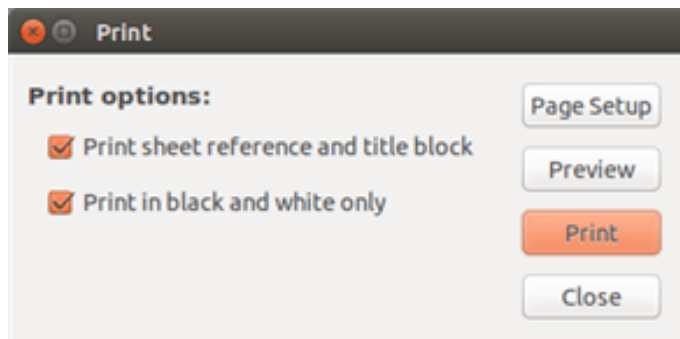 Print
Print options:
Print sheet reference and title block
Print in black and white only
Page Setup
Preview
Print
Close